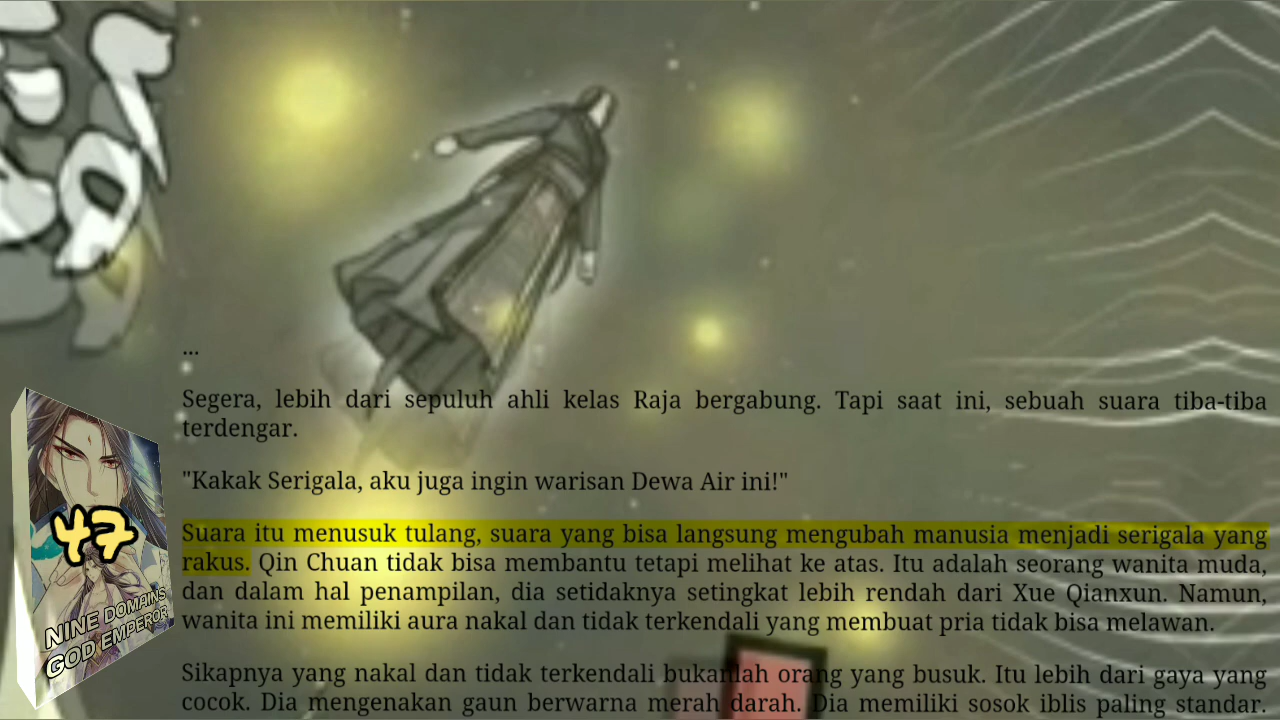 ...
Segera, lebih dari sepuluh ahli kelas Raja bergabung. Tapi saat ini, sebuah suara tiba-tiba
terdengar.
"Kakak Serigala, aku juga ingin warisan Dewa Air ini!"
Suara itu menusuk tulang, suara yang bisa langsung mengubah manusia menjadi serigala yang
rakus. Qin Chuan tidak bisa membantu tetapi melihat ke atas. Itu adalah seorang wanita muda,
dan dalam hal penampilan, dia setidaknya setingkat lebih rendah dari Xue Qianxun. Namun,
wanita ini memiliki aura nakal dan tidak terkendali yang membuat pria tidak bisa melawan.
Sikapnya yang nakal dan tidak terkendali bukanlah orang yang busuk. Itu lebih dari gaya yang
cocok. Dia mengenakan gaun berwarna merah darah. Dia memiliki sosok iblis paling standar.
47
NINE DOMAINS
GOD EMPEROR